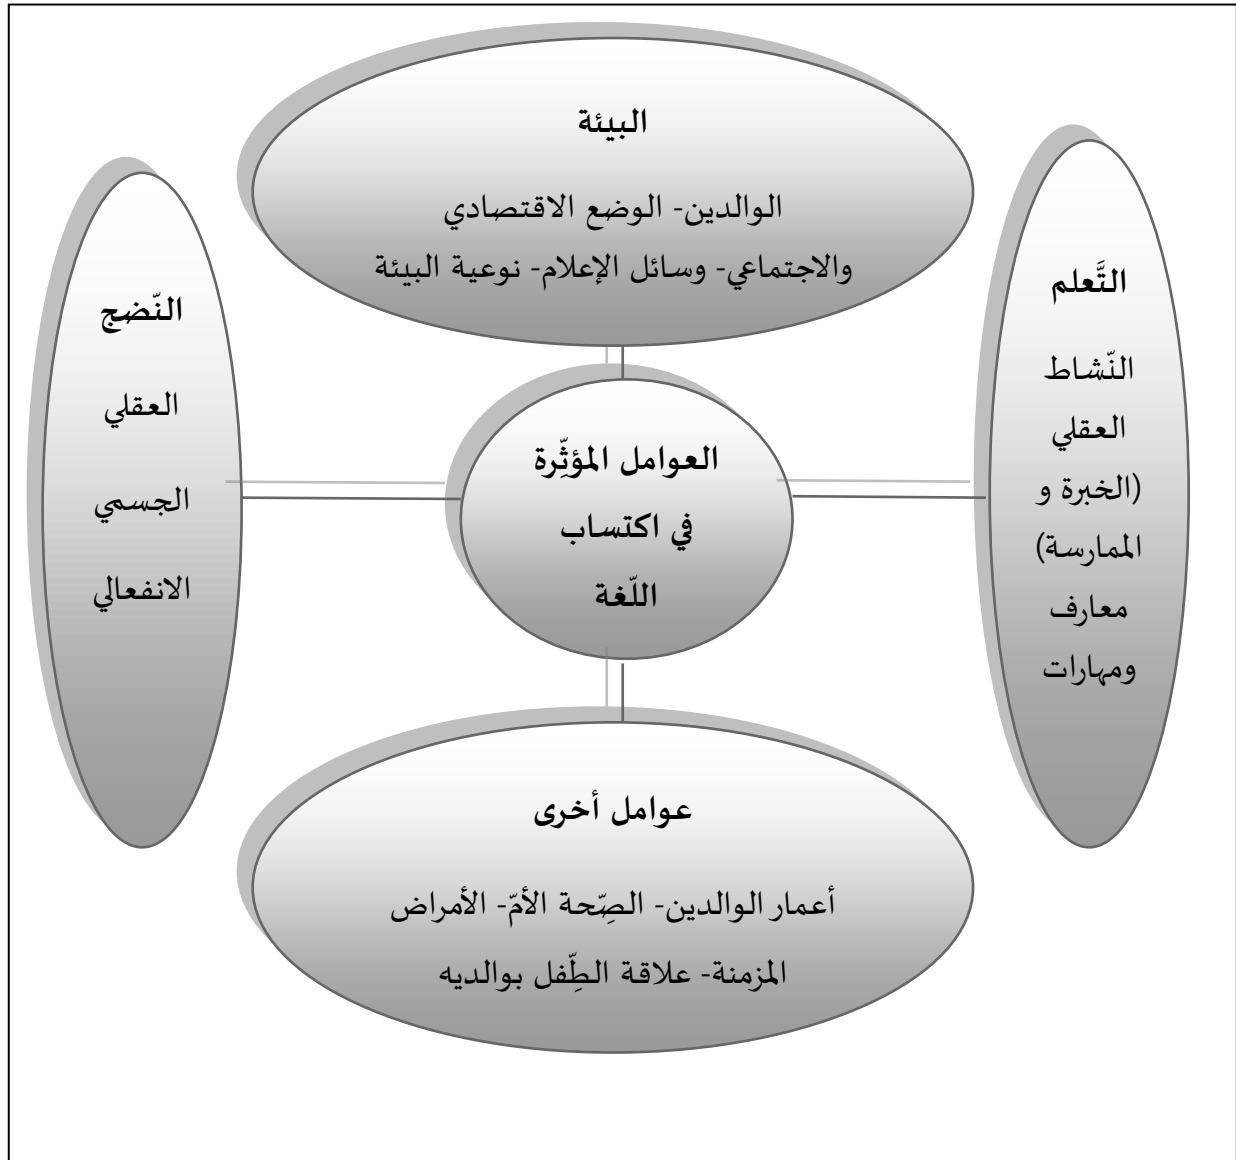 البيئة
الوالدين- الوضع الاقتصادي
والاجتماعي- وسائل الإعلام- نوعية البيئة
التَّعلم
النّشاط
العقلي
(الخبرة و
الممارسة)
معارف
ومهارات
العوامل المؤثِّرة
في اكتساب
اللّغة
النّضج
العقلي
الجسمي
الانفعالي
عوامل أخرى
أعمار الوالدين- الصِّحة الأمّ- الأمراض
المزمنة- علاقة الطِّفل بوالديه